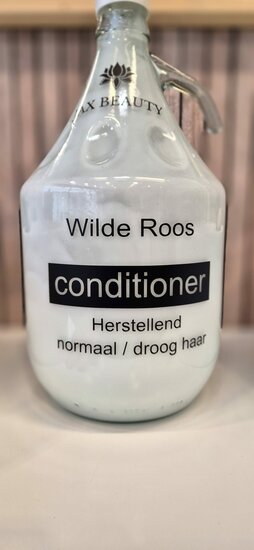 AX BEAUTY
Wilde Roos
conditioner
Herstellend
normaal / droog haar